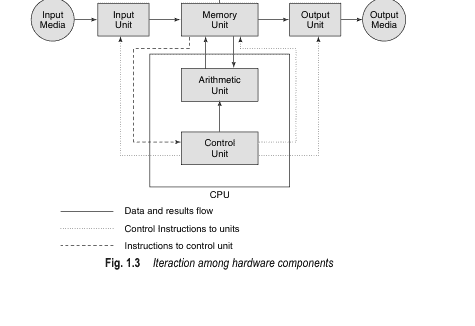 Input
Media
Input
Unit
Memory
Unit
Output
Unit
Output
Media
Arithmetic
Unit
Control
Unit
CPU
Data and results flow
Control Instructions to units
Instructions to control unit
Fig. 1.3 Iteraction among hardware components